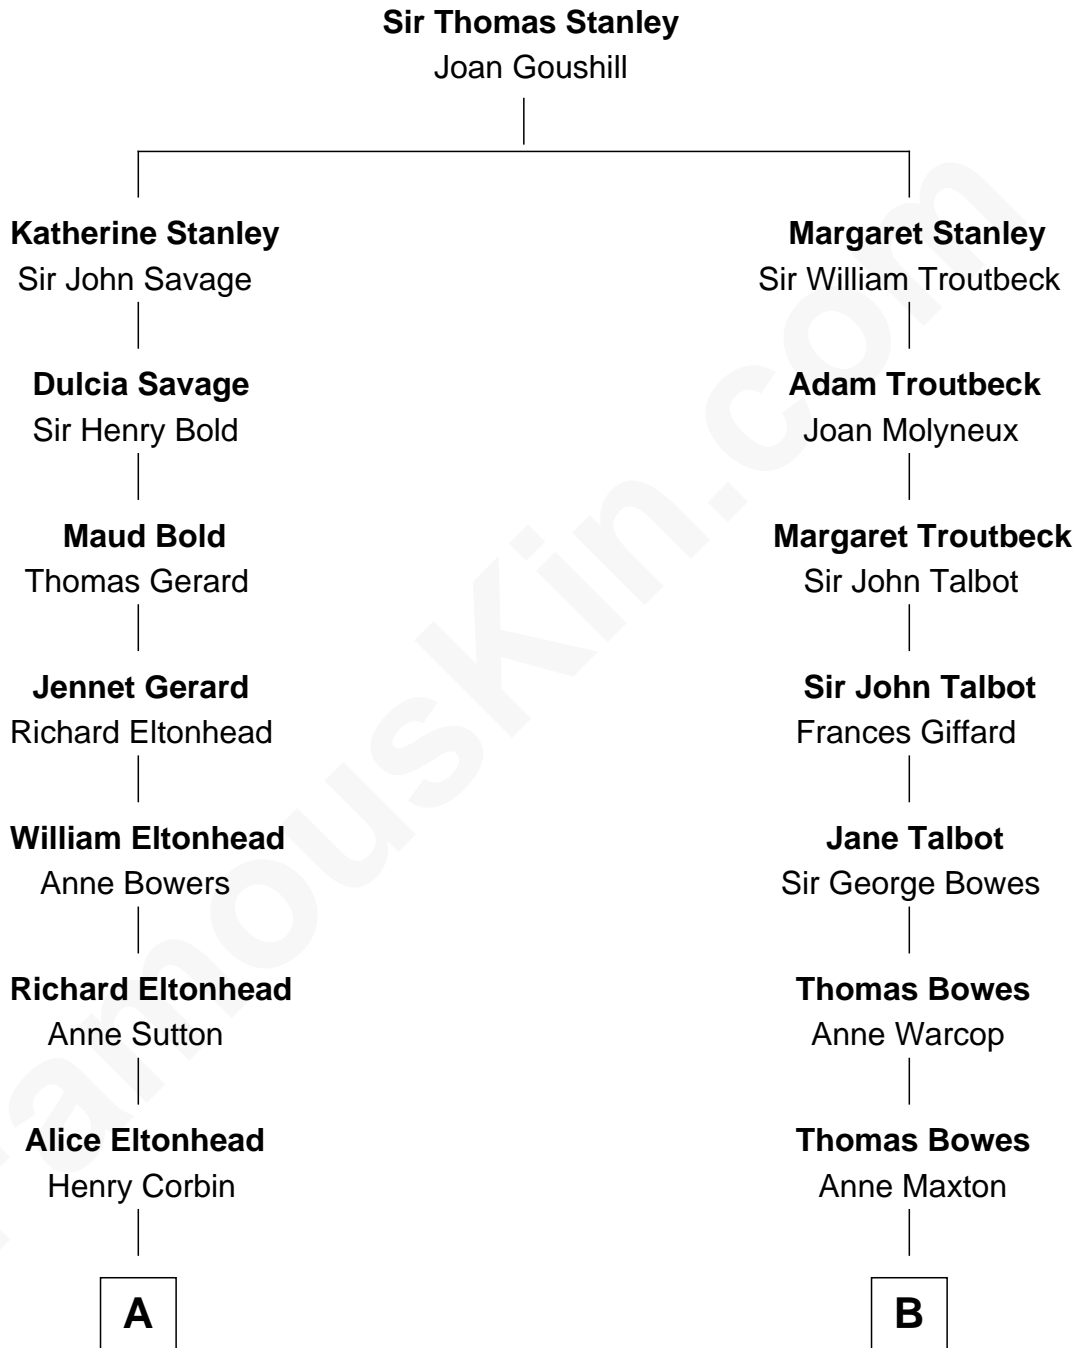 Sir Thomas Stanley
Joan Goushill
Katherine Stanley
Sir John Savage
Margaret Stanley
Sir William Troutbeck
Dulcia Savage
Sir Henry Bold
Adam Troutbeck
Joan Molyneux
Maud Bold
Thomas Gerard
Margaret Troutbeck
Sir John Talbot
Jennet Gerard
Richard Eltonhead
Sir John Talbot
Frances Giffard
William Eltonhead
Anne Bowers
Jane Talbot
Sir George Bowes
Richard Eltonhead
Anne Sutton
Thomas Bowes
Anne Warcop
Alice Eltonhead
Henry Corbin
Thomas Bowes
Anne Maxton
A
B
FamousKin.com